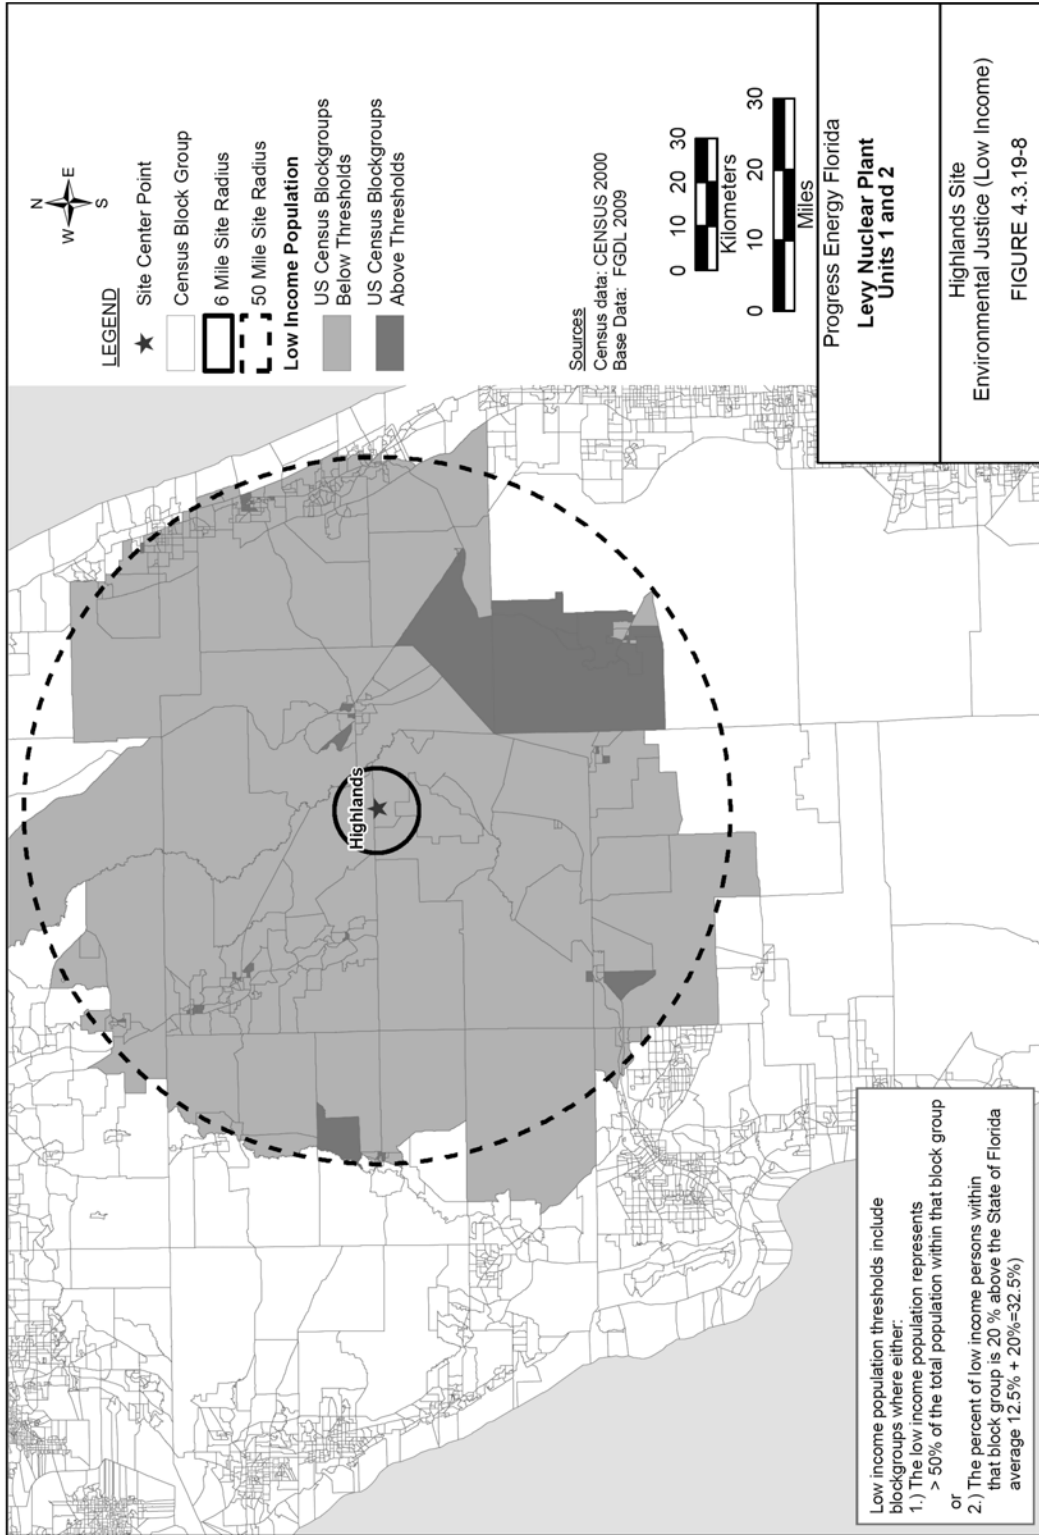 N
W E
S
LEGEND
Site Center Point
Census Block Group
6 Mile Site Radius
50 Mile Site Radius
Low Income Population
US Census Blockgroups
Below Thresholds
US Census Blockgroups
Above Thresholds
Highlands
Sources
Census data: CENSUS 2000
Base Data: FGDL 2009
0 10 20 30
Kilometers
0 10 20 30
Miles
Progress Energy Florida
Levy Nuclear Plant
Units 1 and 2
Highlands Site
Environmental Justice (Low Income)
FIGURE 4.3.19-8
Low income population thresholds include
blockgroups where either:
1.) The low income population represents
> 50% of the total population within that block group
or
2.) The percent of low income persons within
that block group is 20 % above the State of Florida
average 12.5% + 20%=32.5%)